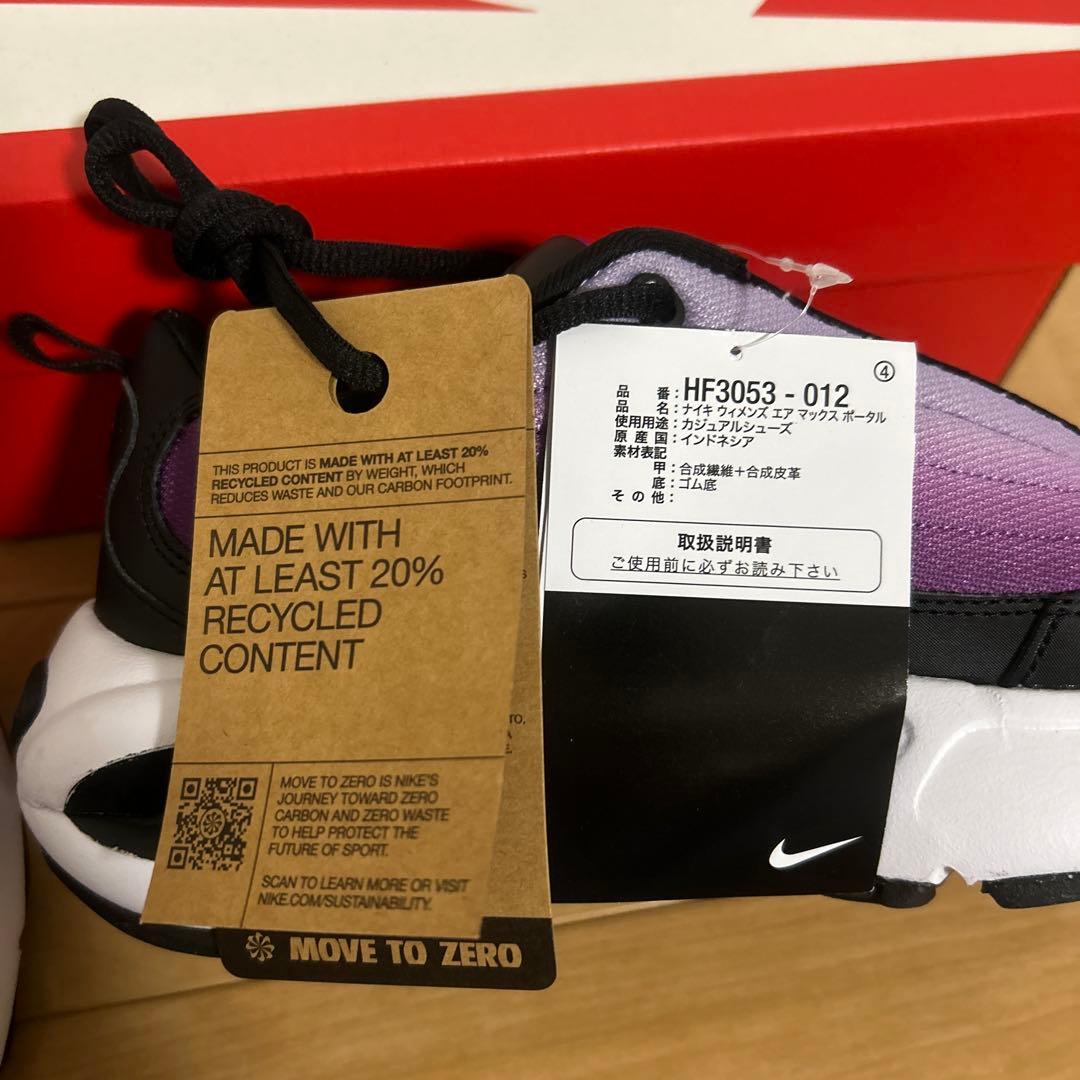 THIS PRODUCT IS MADE WITH AT LEAST 20%
RECYCLED CONTENT BY WEIGHT, WHICH
REDUCES WASTE AND OUR CARBON FOOTPRINT.
MADE WITH
AT LEAST 20%
RECYCLED
CONTENT
MOVE TO ZERO IS NIKE'S
JOURNEY TOWARD ZERO
CARBON AND ZERO WASTE
TO HELP PROTECT THE
FUTURE OF SPORT.
SCAN TO LEARN MORE OR VISIT
NIKE.COM/SUSTAINABILITY.
MOVE TO ZERO
④
品番:HF3053-012
品名:ナイキ ウィメンズ エア マックス ポータル
使用用途:カジュアルシューズ
原産国:インドネシア
素材表記
甲:合成繊維+合成皮革
底:ゴム底
その他:
取扱説明書
ご使用前に必ずお読み下さい